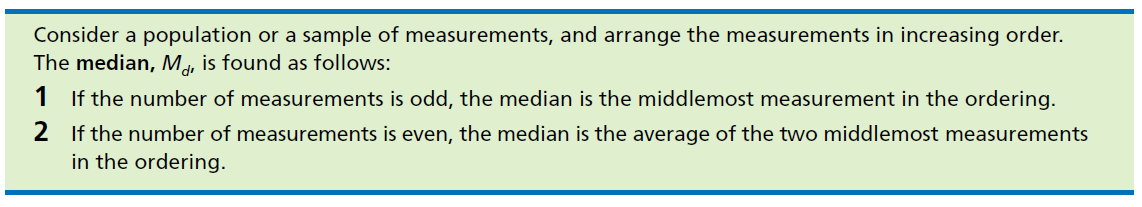 Consider a population or a sample of measurements, and arrange the measurements in increasing order.
The median, Md, is found as follows:
1 If the number of measurements is odd, the median is the middlemost measurement in the ordering.
2 If the number of measurements is even, the median is the average of the two middlemost measurements
in the ordering.